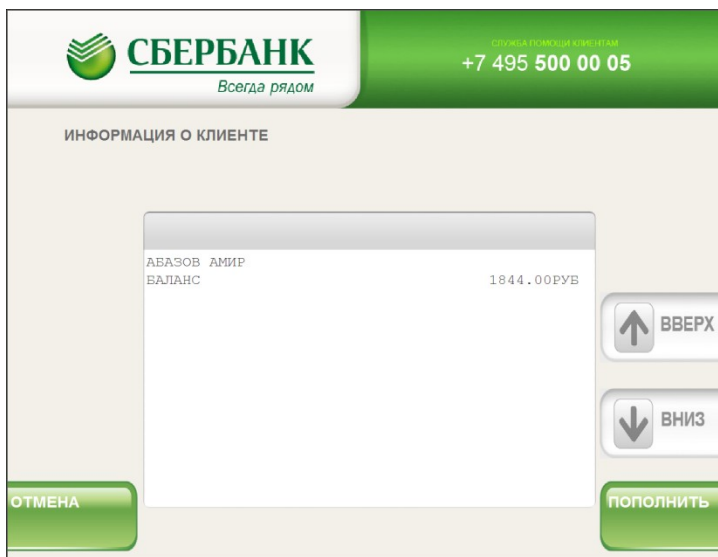 СБЕРБАНК
Всегда рядом
СЛУЖБА ПОМОЩИ КЛИЕНТАМ
+7 495 500 00 05
ИНФОРМАЦИЯ О КЛИЕНТЕ
АБАЗОВ АМИР
БАЛАНС 1844.00РУБ
ВВЕРХ
ВНИЗ
ОТМЕНА
ПОПОЛНИТЬ